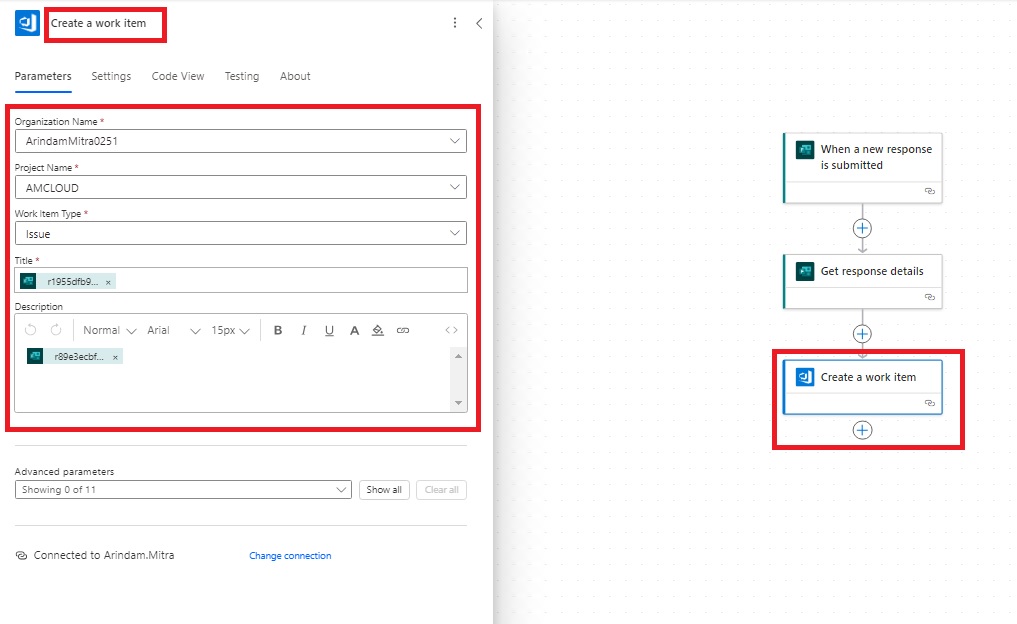 Create a work item
Parameters
Settings
Code View
Testing
About
Organization Name *
ArindamMitra0251
Project Name *
AMCLOUD
Work Item Type *
Issue
Title *
r1955dfb9... ×
Description
Normal
Arial
15px
B
I
U
A
<>
r89e3ecbf... ×
Advanced parameters
Showing 0 of 11
Show all
Clear all
Connected to Arindam.Mitra
Change connection
When a new response
is submitted
Get response details
Create a work item